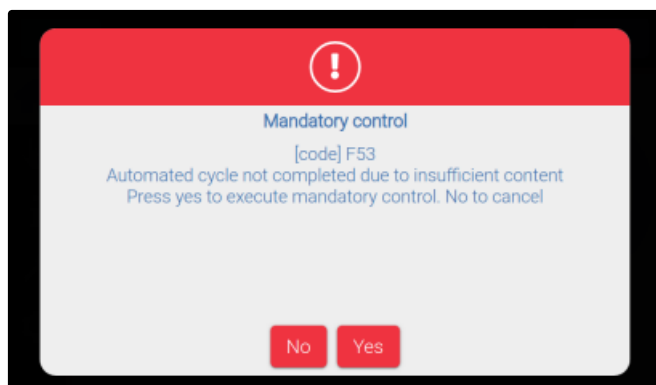 Mandatory control
[code] F53
Automated cycle not completed due to insufficient content
Press yes to execute mandatory control. No to cancel
No
Yes